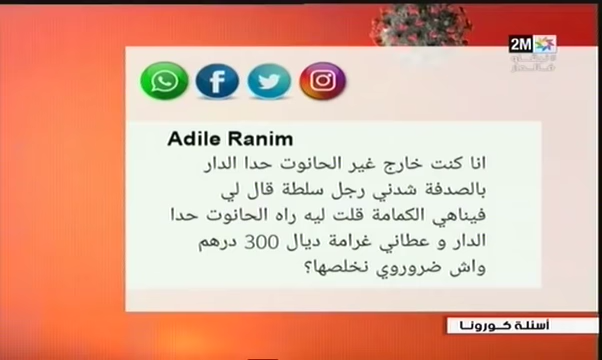 2M
Adile Ranim
انا كنت خارج غير الحانوت حدا الدار
بالصدفة شدني رجل سلطة قال لي
فيناهي الكمامة قلت ليه راه الحانوت حدا
الدار و عطاني غرامة ديال 300 درهم
واش ضروروي نخلصها؟
أسئلة كورونا